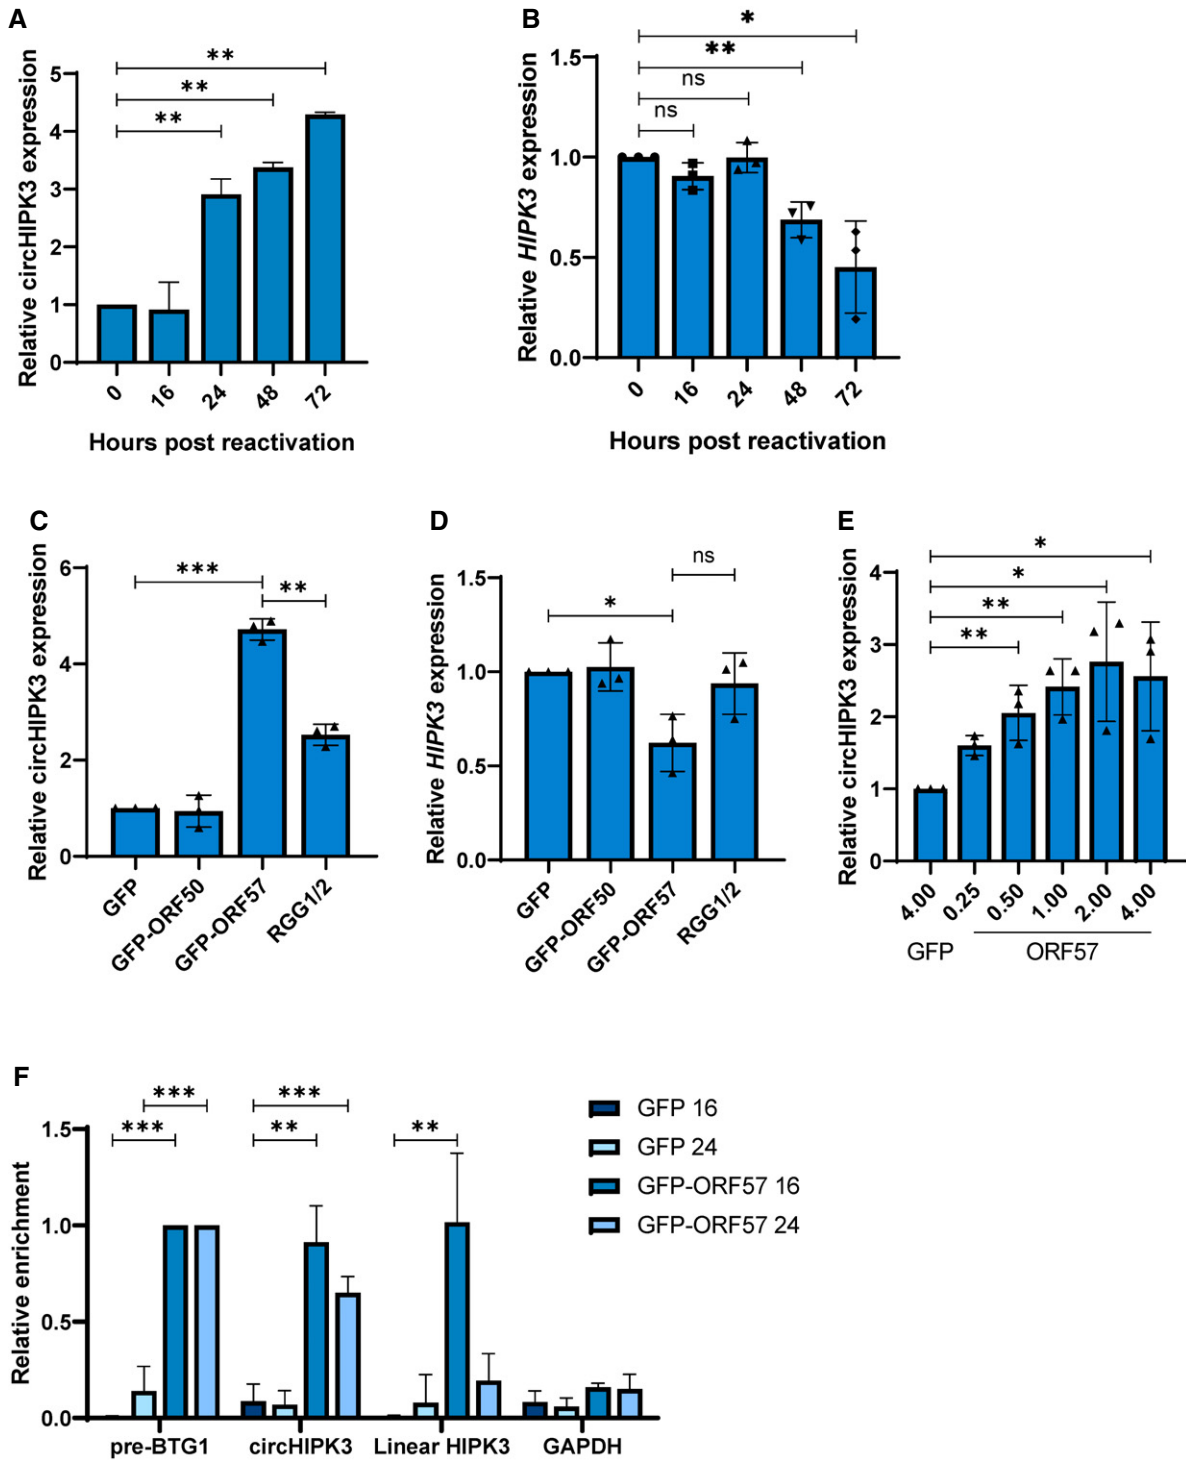 A
Relative circHIPK3 expression
5
4
3
2
1
0
**
**
**
0 16 24 48 72
Hours post reactivation
B
Relative HIPK3 expression
1.5
1.0
0.5
0.0
*
**
ns
ns
0 16 24 48 72
Hours post reactivation
C
Relative circHIPK3 expression
6
4
2
0
***
**
GFP GFP-ORF50 GFP-ORF57 RGG1/2
D
Relative HIPK3 expression
1.5
1.0
0.5
0.0
ns
*
GFP GFP-ORF50 GFP-ORF57 RGG1/2
E
Relative circHIPK3 expression
4
3
2
1
0
*
*
**
**
4.00 0.25 0.50 1.00 2.00 4.00
GFP ORF57
F
Relative enrichment
1.5
1.0
0.5
0.0
*** ***
*** ** **
pre-BTG1 circHIPK3 Linear HIPK3 GAPDH
GFP 16
GFP 24
GFP-ORF57 16
GFP-ORF57 24